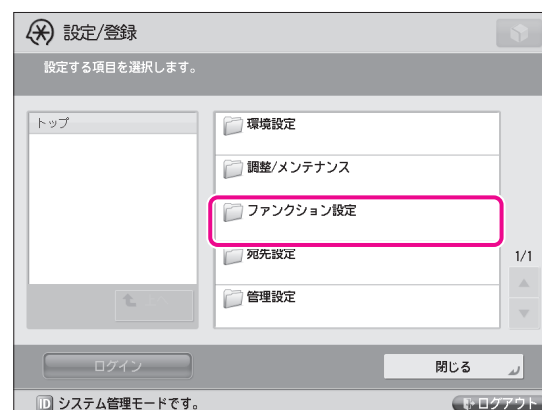 設定/登録
設定する項目を選択します。
トップ
環境設定
調整/メンテナンス
ファンクション設定
宛先設定
管理設定
1/1
ログイン
閉じる
ID システム管理モードです。
ログアウト